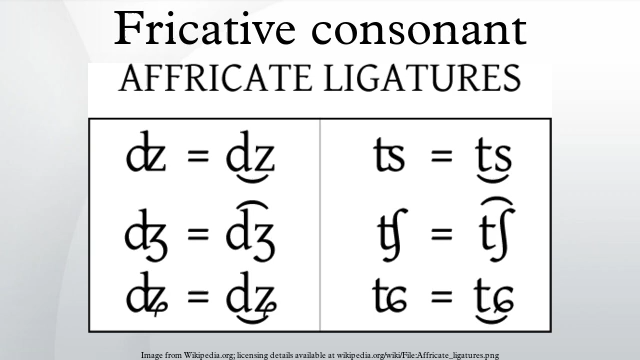 Fricative consonant
AFFRICATE LIGATURES
ʣ = d͜z ʦ = t͜s
ʤ = d͡ʒ ʧ = t͡ʃ
ʥ = d͜ʑ ʨ = t͜ɕ
Image from Wikipedia.org; licensing details available at wikipedia.org/wiki/File:Affricate_ligatures.png